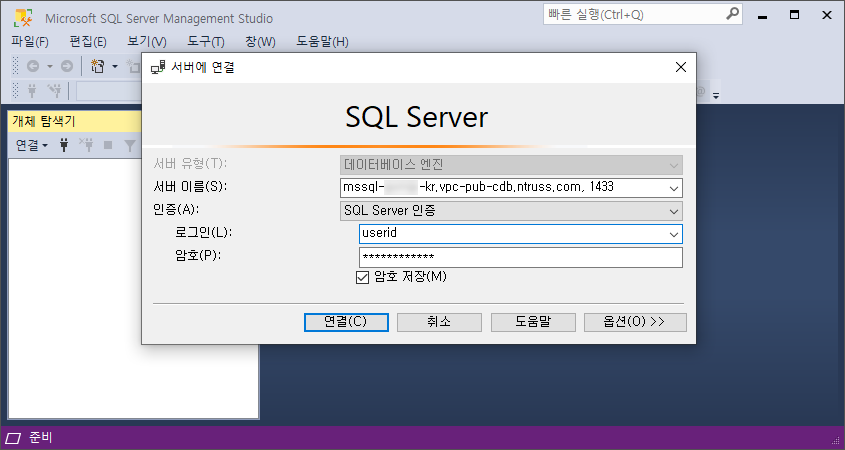 Microsoft SQL Server Management Studio
빠른 실행(Ctrl+Q)
파일(F) 편집(E) 보기(V) 도구(T) 창(W) 도움말(H)
서버에 연결
SQL Server
개체 탐색기
연결
서버 유형(T): 데이터베이스 엔진
서버 이름(S): mssql- -kr.vpc-pub-cdb.ntruss.com, 1433
인증(A): SQL Server 인증
로그인(L): userid
암호(P): ************
암호 저장(M)
연결(C) 취소 도움말 옵션(O) >>
준비